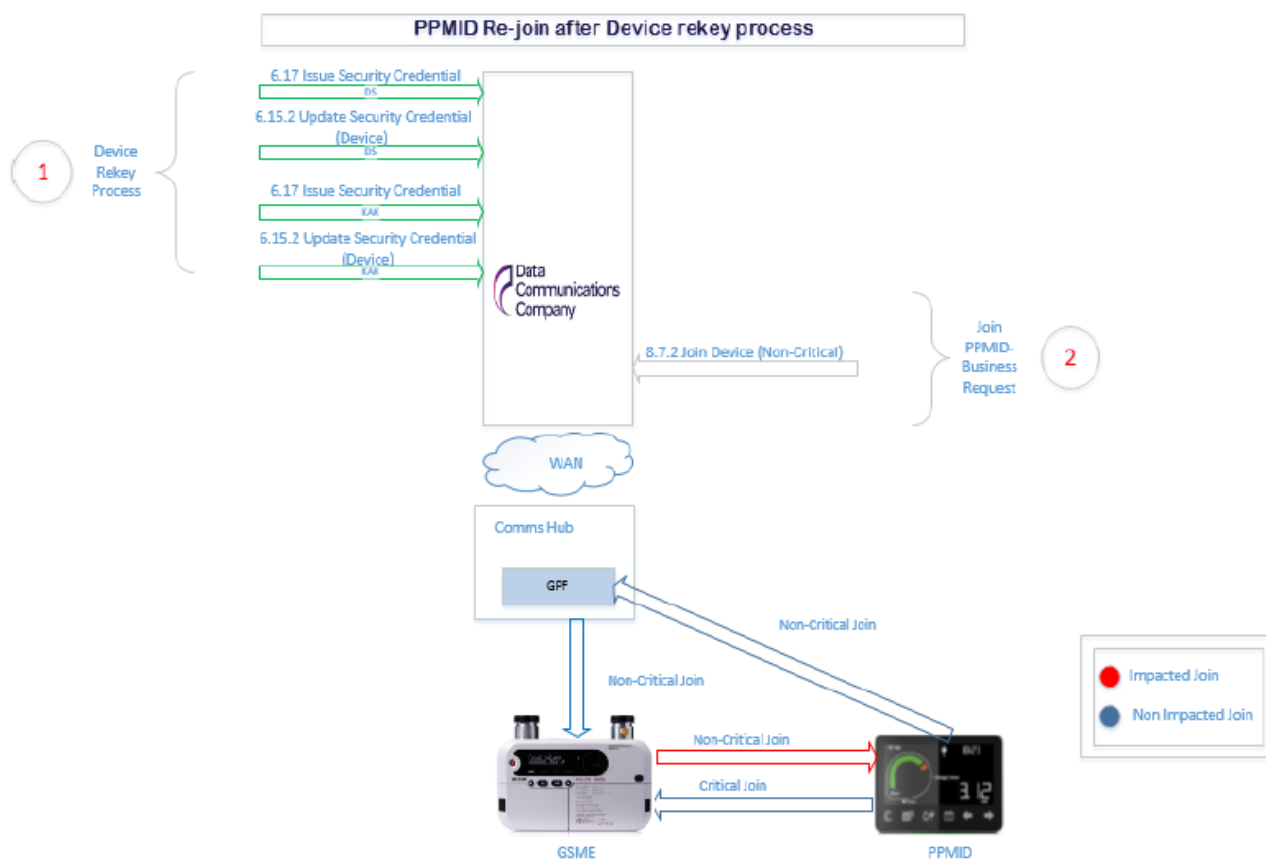 PPMID Re-join after Device rekey process
6.17 Issue Security Credential
DS
6.15.2 Update Security Credential
(Device)
DS
1
Device
Rekey
Process
6.17 Issue Security Credential
KAK
6.15.2 Update Security Credential
(Device)
KAK
Data
Communications
Company
8.7.2 Join Device (Non-Critical)
Join
PPMID-
Business
Request
2
WAN
Comms Hub
GPF
Non-Critical Join
Non-Critical Join
Impacted Join
Non Impacted Join
Non-Critical Join
Critical Join
GSME
PPMID